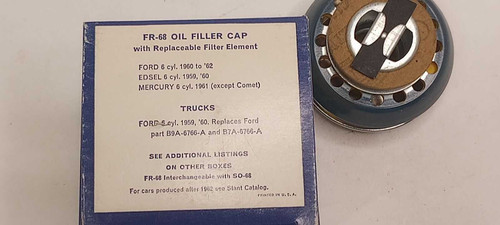 FR-68 OIL FILLER CAP
with Replaceable Filter Element
FORD 6 cyl. 1960 to '62
EDSEL 6 cyl. 1959, '60
MERCURY 6 cyl. 1961 (except Comet)
TRUCKS
FORD 6 cyl. 1959, '60. Replaces Ford
part B9A-6766-A and B7A-6766-A
SEE ADDITIONAL LISTINGS
ON OTHER BOXES
FR-68 Interchangeable with SO-68
For cars produced after 1962 see Stant Catalog.
PRINTED IN U.S.A.